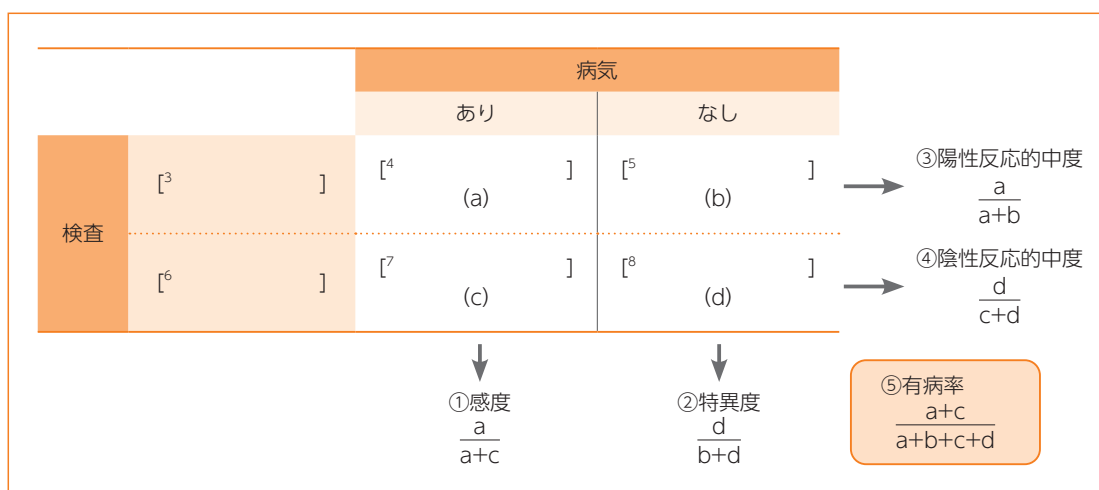 病気
あり なし
検査
[3 ] [4 ] [5 ]
(a) (b)
③陽性反応的中度
a
a+b
[6 ] [7 ] [8 ]
(c) (d)
④陰性反応的中度
d
c+d
①感度
a
a+c
②特異度
d
b+d
⑤有病率
a+c
a+b+c+d